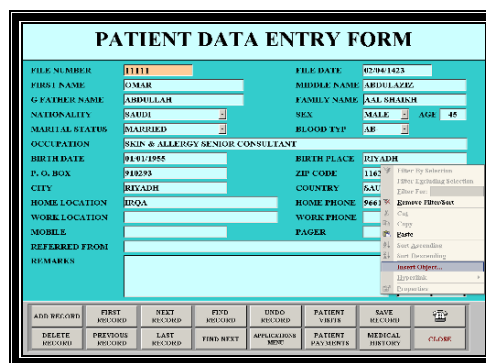 PATIENT DATA ENTRY FORM
FILE NUMBER 11111 FILE DATE 02/04/1423
FIRST NAME OMAR MIDDLE NAME ABDULAZIZ
G FATHER NAME ABDULLAH FAMILY NAME AAL SHAIKH
NATIONALITY SAUDI SEX MALE AGE 45
MARITAL STATUS MARRIED BLOOD TYP AB
OCCUPATION SKIN & ALLERGY SENIOR CONSULTANT
BIRTH DATE 01/01/1955 BIRTH PLACE RIYADH
P. O. BOX 910293 ZIP CODE 1162
CITY RIYADH COUNTRY SAU
HOME LOCATION IRQA HOME PHONE 9661
WORK LOCATION WORK PHONE
MOBILE PAGER
REFERRED FROM
REMARKS
Filter By Selection
Filter Excluding Selection
Filter For:
Remove Filter/Sort
Cut
Copy
Paste
Sort Ascending
Sort Descending
Insert Object...
Hyperlink
Properties
ADD RECORD FIRST RECORD NEXT RECORD FIND RECORD UNDO RECORD PATIENT VISITS SAVE RECORD
DELETE RECORD PREVIOUS RECORD LAST RECORD FIND NEXT APPLICATIONS MENU PATIENT PAYMENTS MEDICAL HISTORY CLOSE